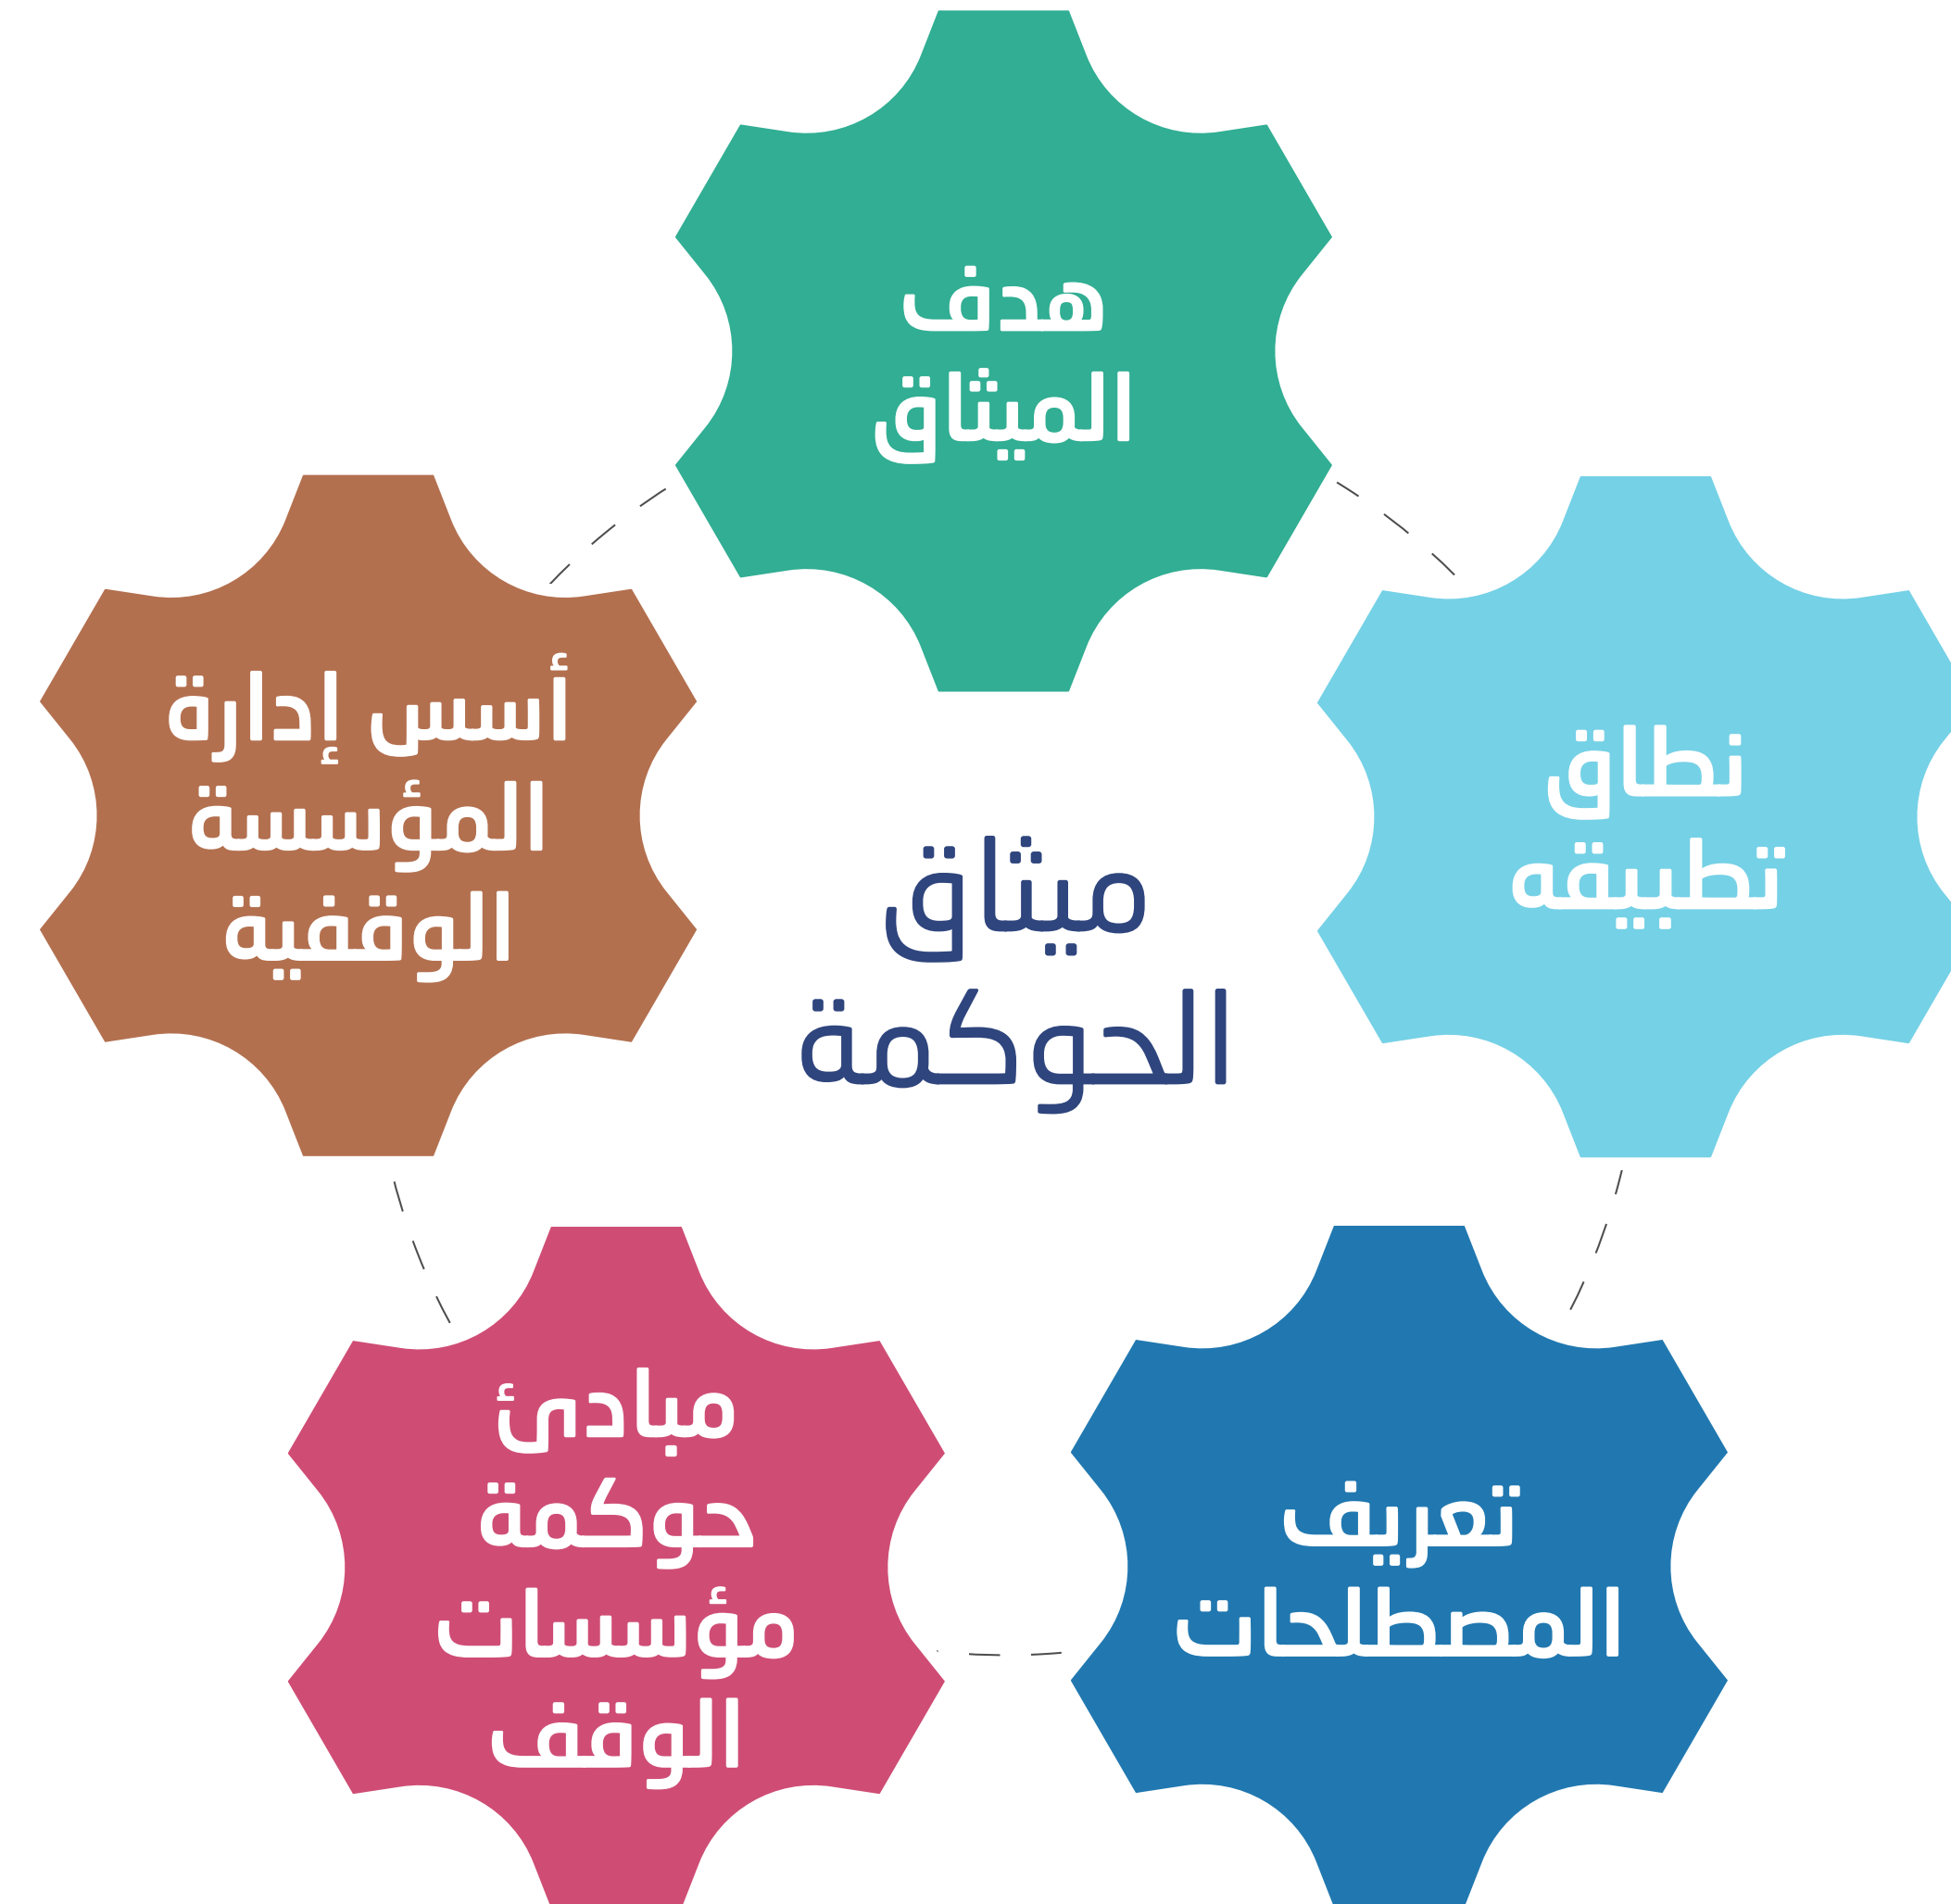 هدف
الميثاق
نطاق
تطبيقه
تعريف
المصطلحات
مبادئ
حوكمة
مؤسسات
الوقف
أسس إدارة
المؤسسة
الوقفية
ميثاق
الحوكمة